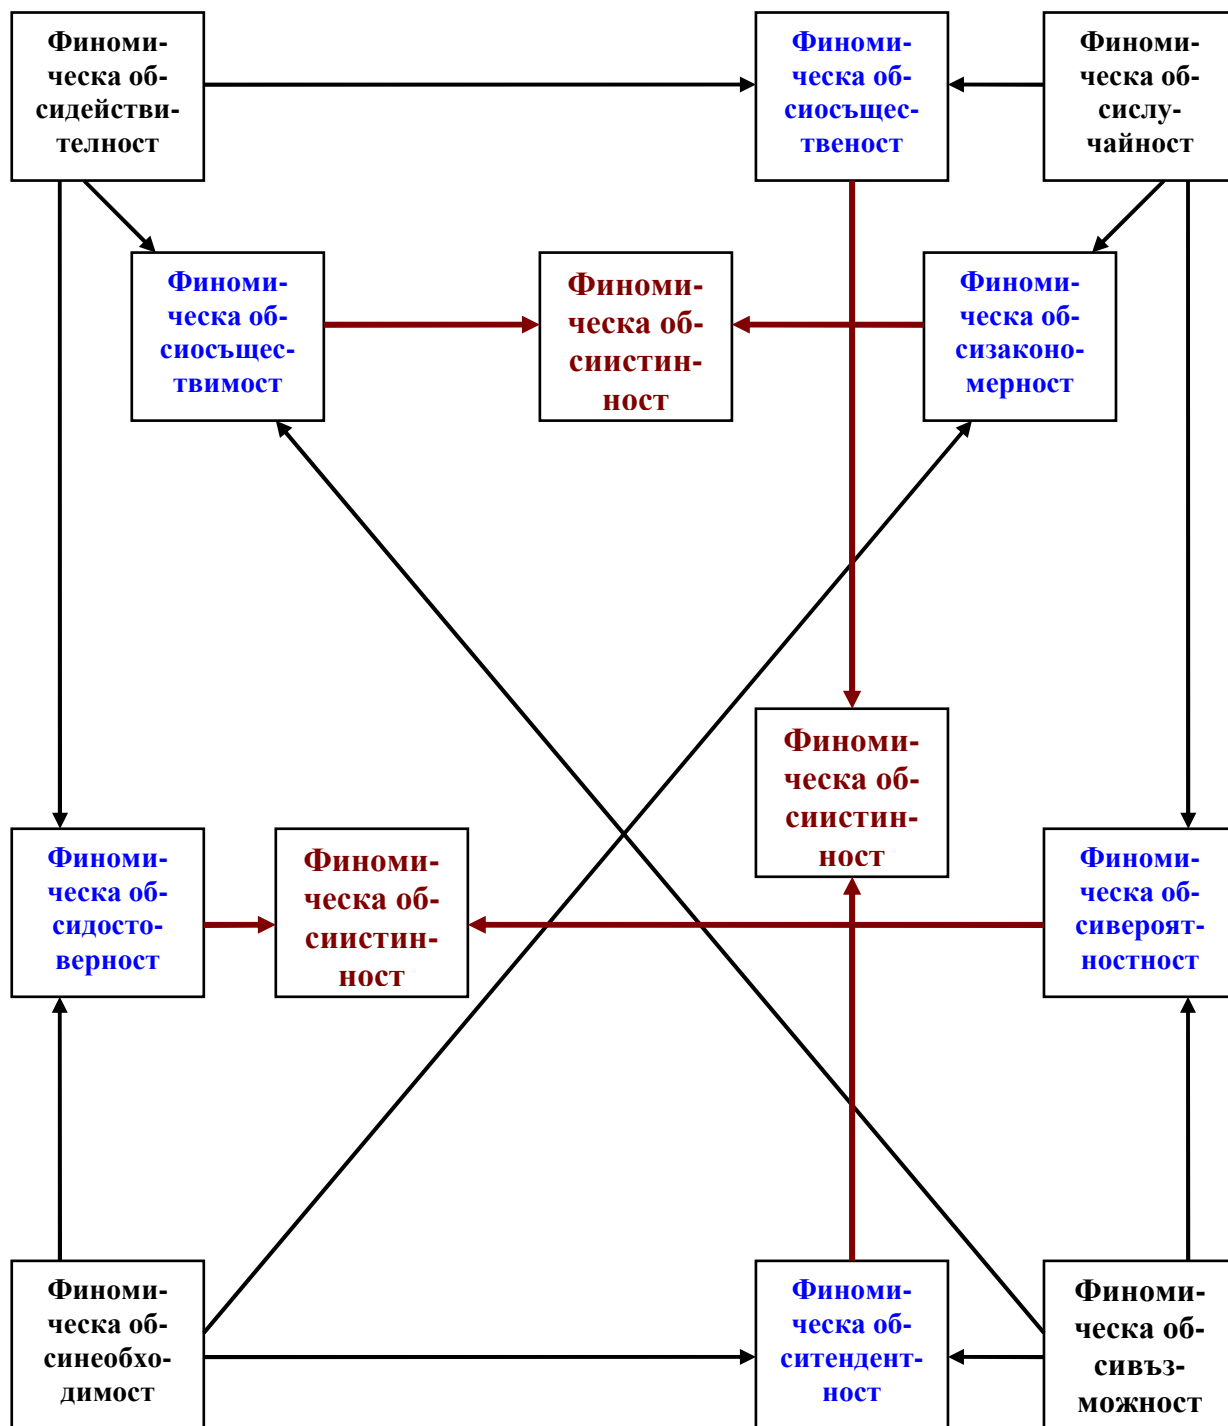 Финоми-
ческа об-
сидействи-
телност
Финоми-
ческа об-
сиосъщес-
твеност
Финоми-
ческа об-
сислу-
чайност
Финоми-
ческа об-
сиосъщес-
твимост
Финоми-
ческа об-
сиистин-
ност
Финоми-
ческа об-
сизаконо-
мерност
Финоми-
ческа об-
сиистин-
ност
Финоми-
ческа об-
сидосто-
верност
Финоми-
ческа об-
сиистин-
ност
Финоми-
ческа об-
сивероят-
ностност
Финоми-
ческа об-
синеобхо-
димост
Финоми-
ческа об-
ситендент-
ност
Финоми-
ческа об-
сивъз-
можност